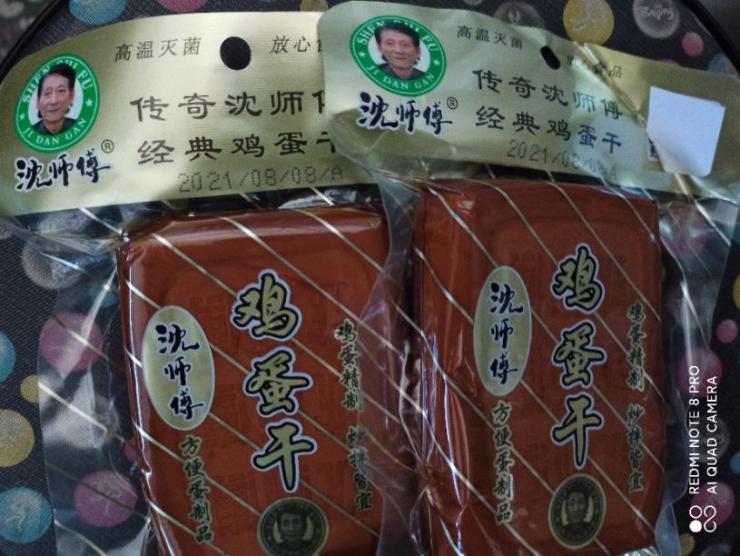 高温灭菌
放心
SHEN SHI FU
JI DAN GAN
沈师傅®
传奇沈师傅
经典鸡蛋干
2021/08/08/A
沈师傅
鸡蛋干
鸡蛋精制 炒拌皆宜
方便蛋制品
高温灭菌
食品
SHEN SHI FU
JI DAN GAN
沈师傅®
传奇沈师傅
经典鸡蛋干
2021/08/0
沈师傅
鸡蛋干
鸡蛋精制 炒拌皆宜
方便蛋制品
REDMI NOTE 8 PRO
AI QUAD CAMERA